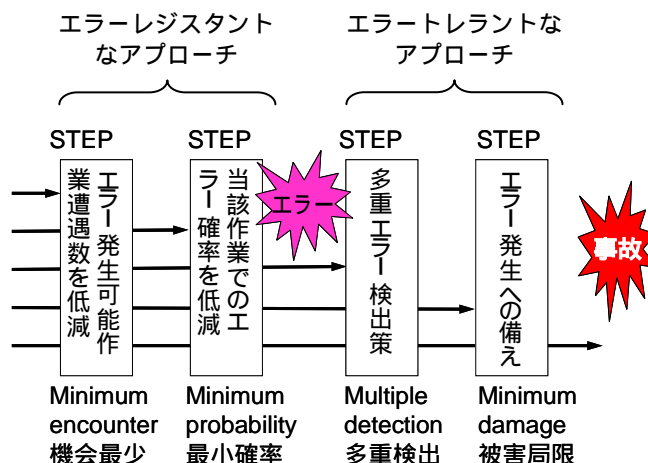 エラーレジスタント
なアプローチ
エラートレラントな
アプローチ
STEP
STEP
STEP
STEP
エラー発生可能作
業遭遇数を低減
当該作業でのエ
ラー確率を低減
エラー
多重エラー検出策
エラー発生への備え
事故
Minimum
encounter
機会最少
Minimum
probability
最小確率
Multiple
detection
多重検出
Minimum
damage
被害局限